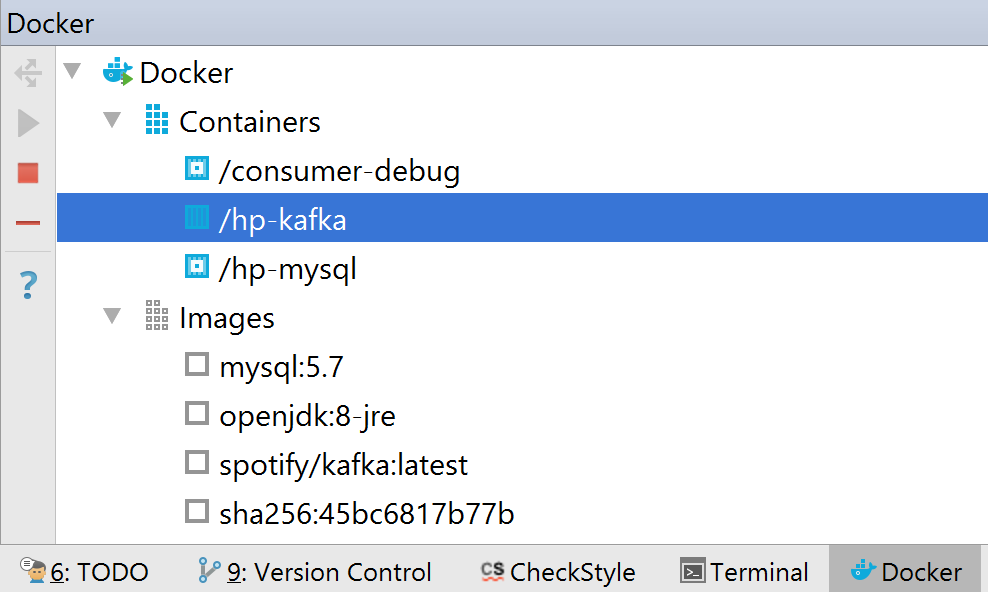 Docker
Docker
Containers
/consumer-debug
/hp-kafka
/hp-mysql
Images
mysql:5.7
openjdk:8-jre
spotify/kafka:latest
sha256:45bc6817b77b
?
6: TODO 9: Version Control CS CheckStyle Terminal Docker